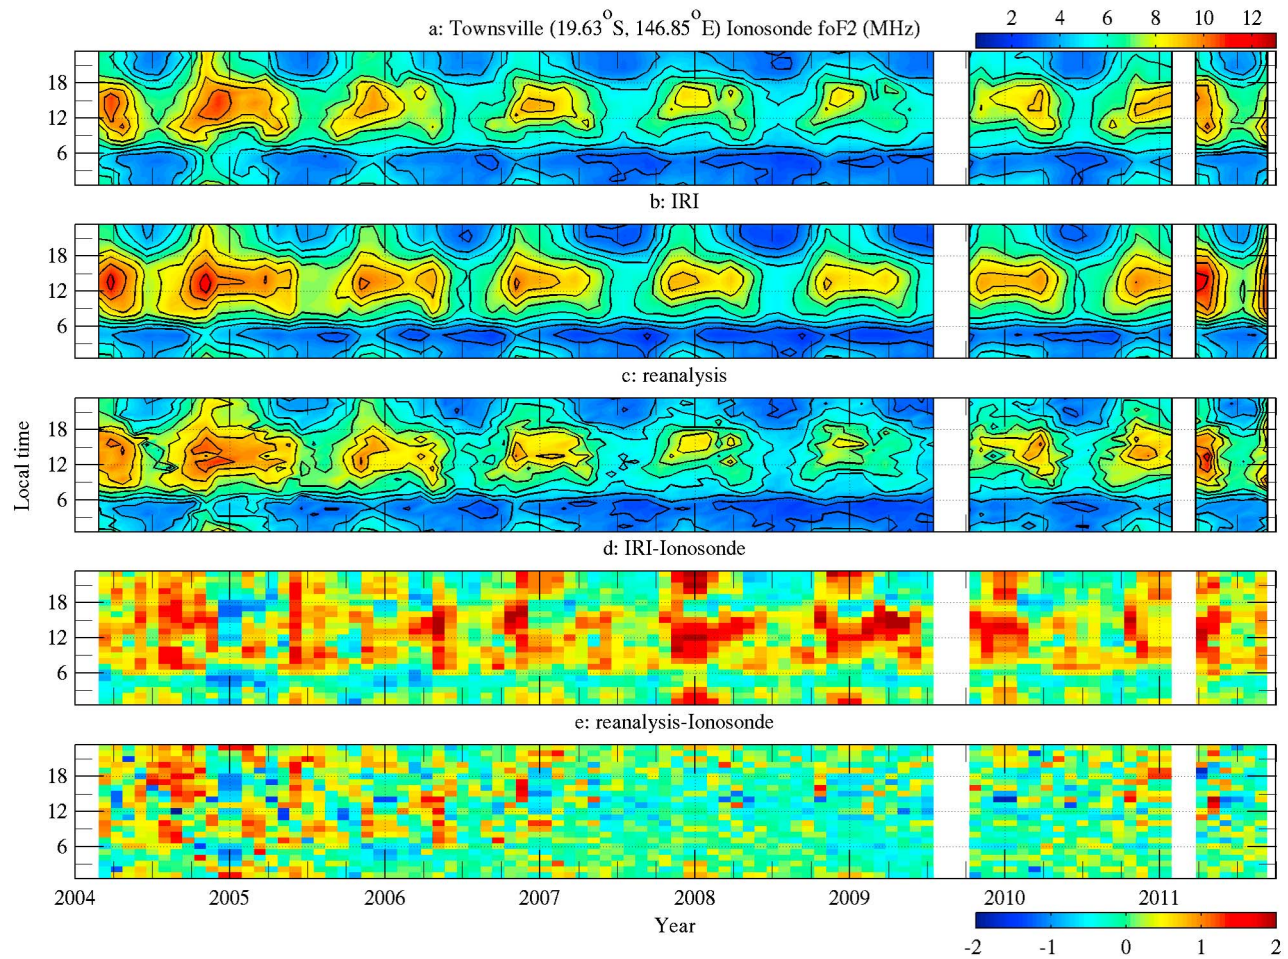 a: Townsville (19.63°S, 146.85°E) Ionosonde foF2 (MHz)
2 4 6 8 10 12
18
12
6
b: IRI
18
12
6
c: reanalysis
18
12
6
Local time
d: IRI-Ionosonde
18
12
6
e: reanalysis-Ionosonde
18
12
6
2004 2005 2006 2007 2008 2009 2010 2011
Year
-2 -1 0 1 2